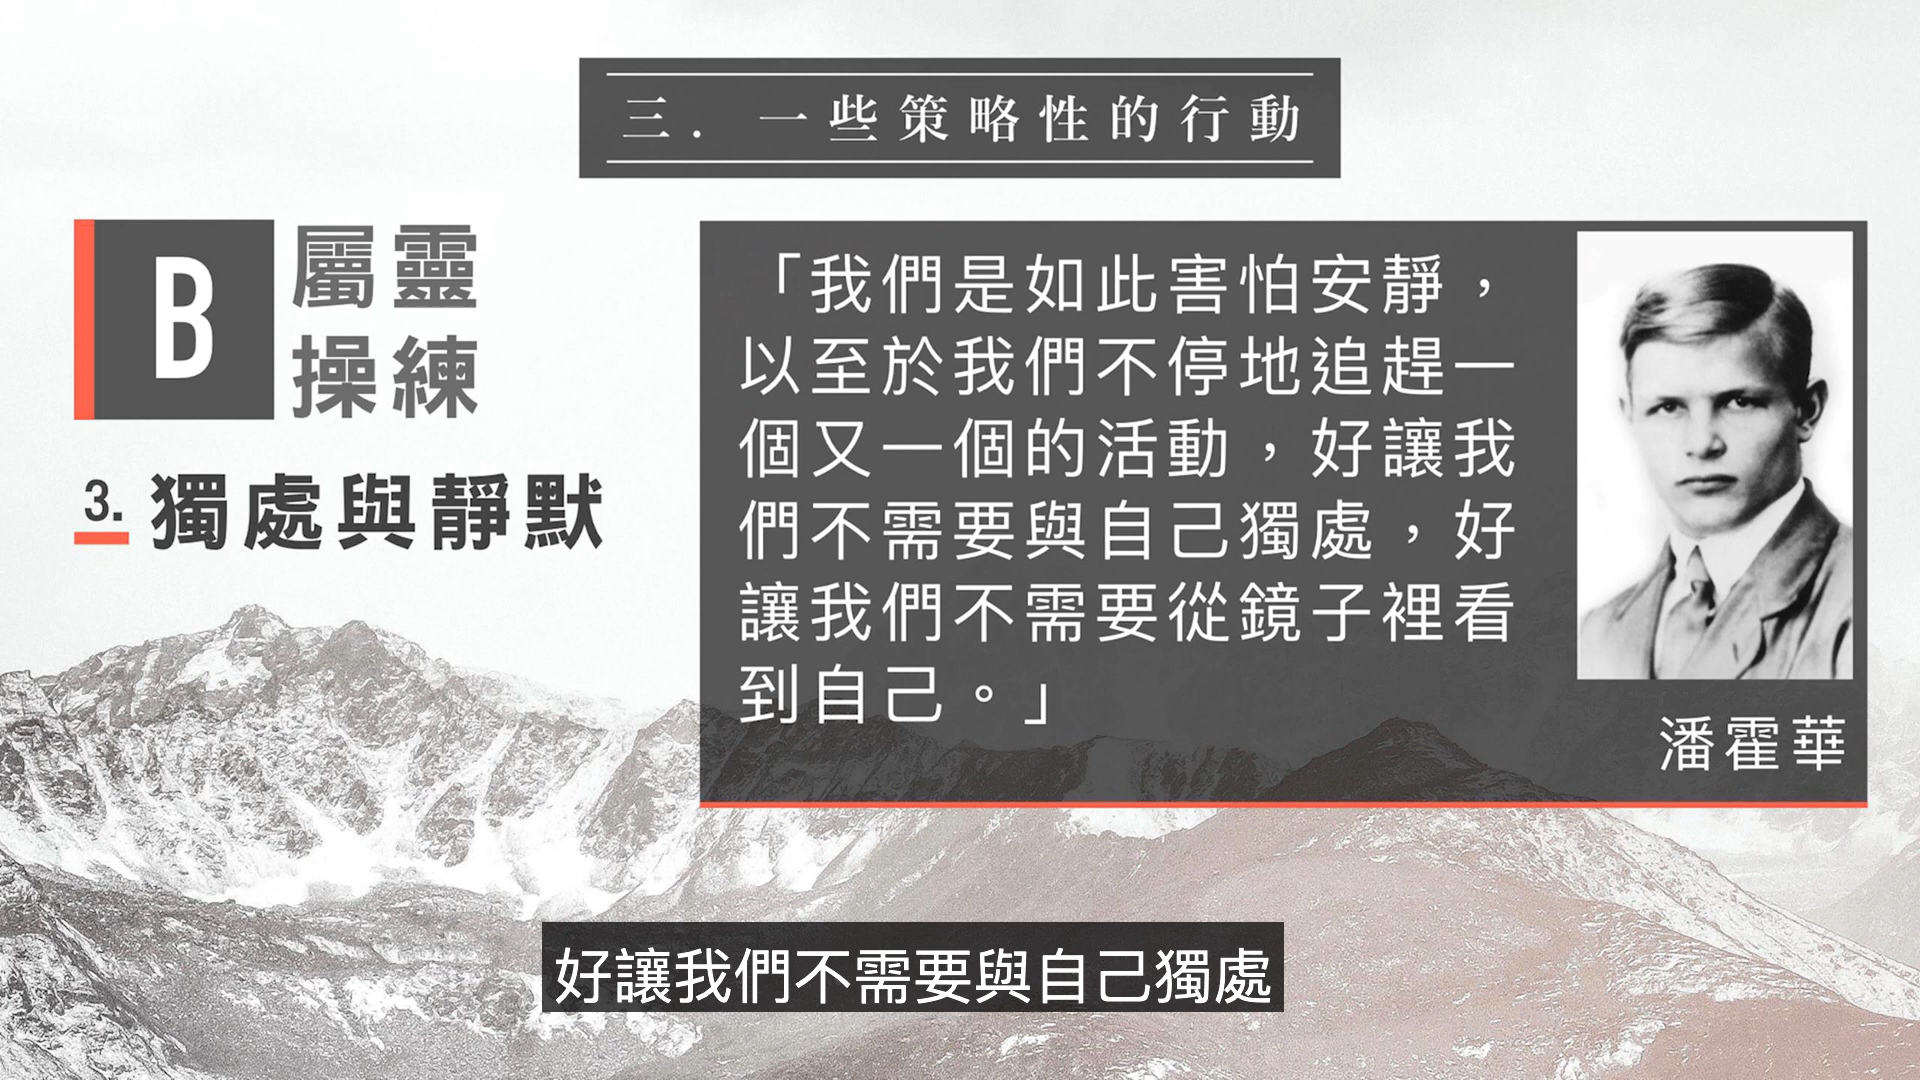 三. 一些策略性的行動
B
屬靈
操練
3. 獨處與靜默
「我們是如此害怕安靜，
以至於我們不停地追趕一
個又一個的活動，好讓我
們不需要與自己獨處，好
讓我們不需要從鏡子裡看
到自己。」
潘霍華
好讓我們不需要與自己獨處